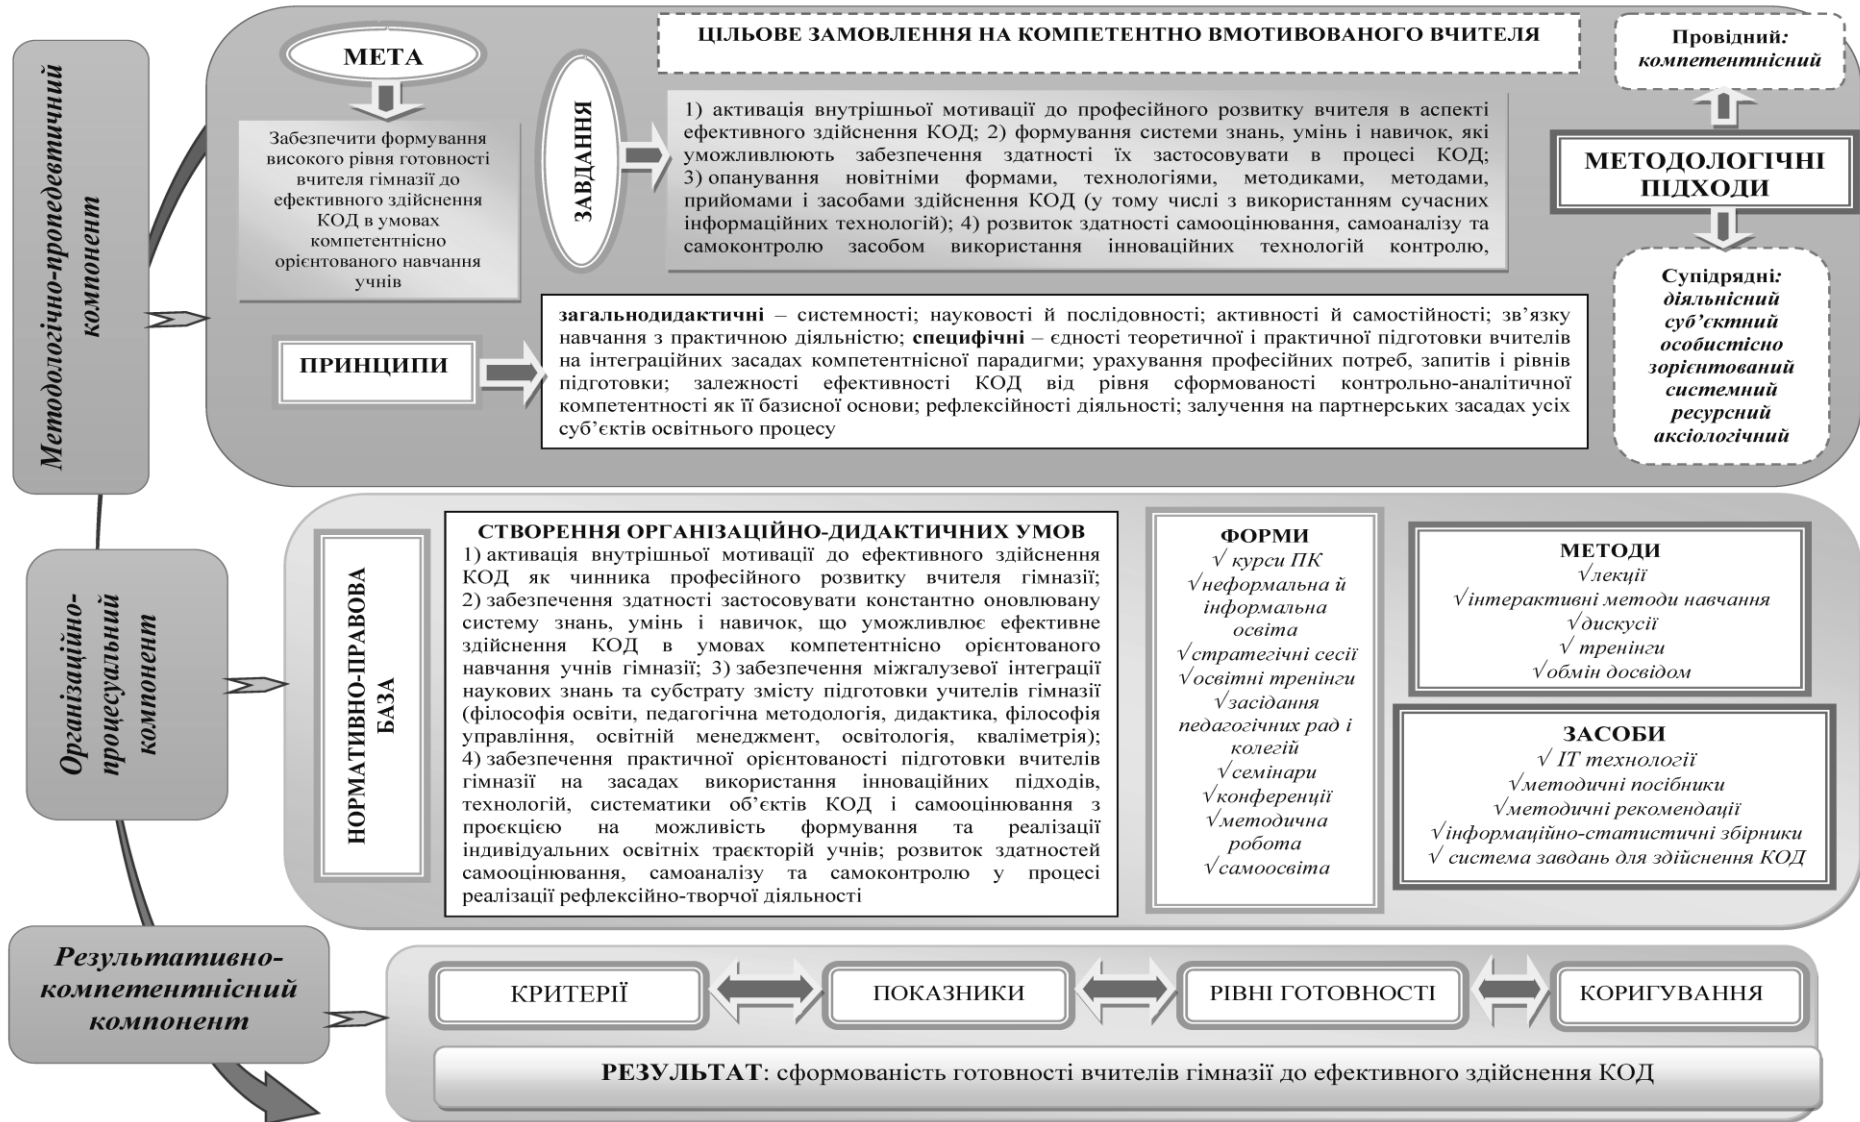 Методологічно-пропедевтичний
компонент
МЕТА
Забезпечити формування
високого рівня готовності
вчителя гімназії до
ефективного здійснення
КОД в умовах
компетентнісно
орієнтованого навчання
учнів
ЗАВДАННЯ
ЦІЛЬОВЕ ЗАМОВЛЕННЯ НА КОМПЕТЕНТНО ВМОТИВОВАНОГО ВЧИТЕЛЯ
1) активація внутрішньої мотивації до професійного розвитку вчителя в аспекті
ефективного здійснення КОД; 2) формування системи знань, умінь і навичок, які
уможливлюють забезпечення здатності їх застосовувати в процесі КОД;
3) опанування новітніми формами, технологіями, методиками, методами,
прийомами і засобами здійснення КОД (у тому числі з використанням сучасних
інформаційних технологій); 4) розвиток здатності самооцінювання, самоаналізу та
самоконтролю засобом використання інноваційних технологій контролю,
Провідний:
компетентнісний
МЕТОДОЛОГІЧНІ
ПІДХОДИ
Супідрядні:
діяльнісний
суб’єктний
особистісно
зорієнтований
системний
ресурсний
аксіологічний
ПРИНЦИПИ
загальнодидактичні – системності; науковості й послідовності; активності й самостійності; зв’язку
навчання з практичною діяльністю; специфічні – єдності теоретичної і практичної підготовки вчителів
на інтеграційних засадах компетентнісної парадигми; урахування професійних потреб, запитів і рівнів
підготовки; залежності ефективності КОД від рівня сформованості контрольно-аналітичної
компетентності як її базисної основи; рефлексійності діяльності; залучення на партнерських засадах усіх
суб’єктів освітнього процесу
Організаційно-
процесуальний
компонент
НОРМАТИВНО-ПРАВОВА
БАЗА
СТВОРЕННЯ ОРГАНІЗАЦІЙНО-ДИДАКТИЧНИХ УМОВ
1) активація внутрішньої мотивації до ефективного здійснення
КОД як чинника професійного розвитку вчителя гімназії;
2) забезпечення здатності застосовувати константно оновлювану
систему знань, умінь і навичок, що уможливлює ефективне
здійснення КОД в умовах компетентнісно орієнтованого
навчання учнів гімназії; 3) забезпечення міжгалузевої інтеграції
наукових знань та субстрату змісту підготовки учителів гімназії
(філософія освіти, педагогічна методологія, дидактика, філософія
управління, освітній менеджмент, освітологія, кваліметрія);
4) забезпечення практичної орієнтованості підготовки вчителів
гімназії на засадах використання інноваційних підходів,
технологій, систематики об’єктів КОД і самооцінювання з
проєкцією на можливість формування та реалізації
індивідуальних освітніх траєкторій учнів; розвиток здатностей
самооцінювання, самоаналізу та самоконтролю у процесі
реалізації рефлексійно-творчої діяльності
ФОРМИ
√ курси ПК
√неформальна й
інформальна
освіта
√стратегічні сесії
√освітні тренінги
√засідання
педагогічних рад і
колегій
√семінари
√конференції
√методична
робота
√самоосвіта
МЕТОДИ
√лекції
√інтерактивні методи навчання
√дискусії
√ тренінги
√обмін досвідом
ЗАСОБИ
√ ІТ технології
√методичні посібники
√методичні рекомендації
√інформаційно-статистичні збірники
√ система завдань для здійснення КОД
Результативно-
компетентнісний
компонент
КРИТЕРІЇ
ПОКАЗНИКИ
РІВНІ ГОТОВНОСТІ
КОРИГУВАННЯ
РЕЗУЛЬТАТ: сформованість готовності вчителів гімназії до ефективного здійснення КОД